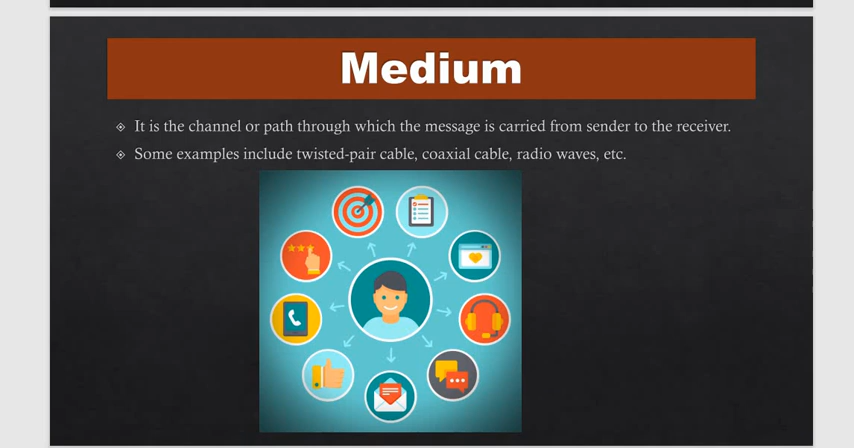 Medium
It is the channel or path through which the message is carried from sender to the receiver.
Some examples include twisted-pair cable, coaxial cable, radio waves, etc.